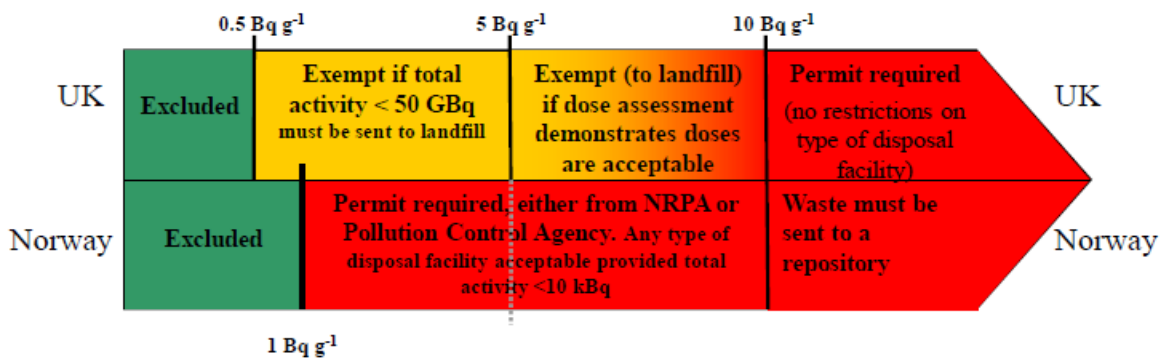 0.5 Bq g-1
5 Bq g-1
10 Bq g-1
UK
Excluded
Exempt if total
activity < 50 GBq
must be sent to landfill
Exempt (to landfill)
if dose assessment
demonstrates doses
are acceptable
Permit required
(no restrictions on
type of disposal
facility)
UK
Norway
Excluded
Permit required, either from NRPA or
Pollution Control Agency. Any type of
disposal facility acceptable provided total
activity <10 kBq
Waste must be
sent to a
repository
Norway
1 Bq g-1